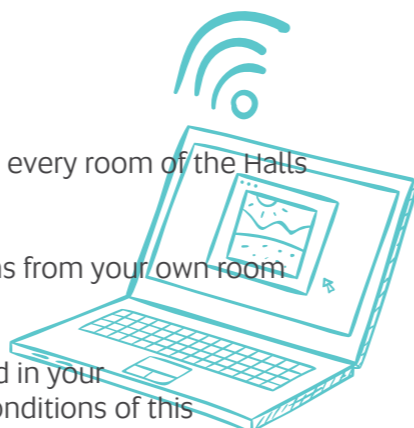 every room of the Halls
s from your own room
d in your
onditions of this